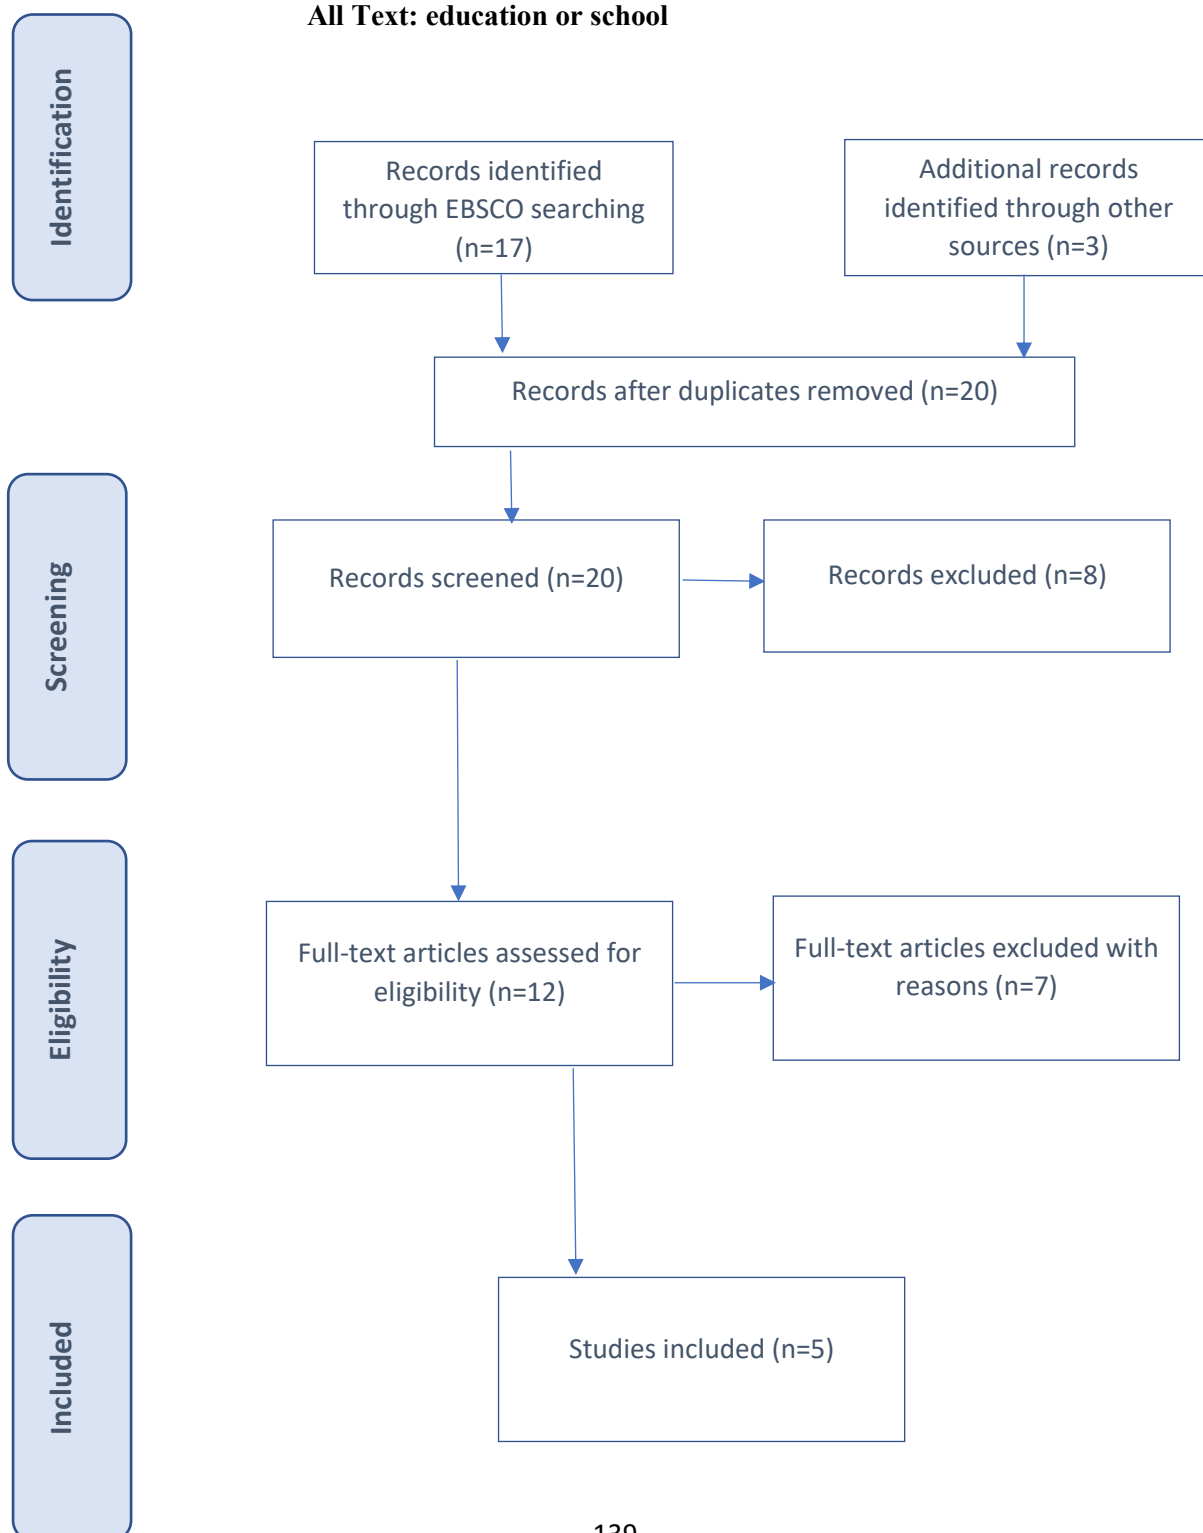 All Text: education or school
Identification
Records identified
through EBSCO searching
(n=17)
Additional records
identified through other
sources (n=3)
Records after duplicates removed (n=20)
Screening
Records screened (n=20)
Records excluded (n=8)
Eligibility
Full-text articles assessed for
eligibility (n=12)
Full-text articles excluded with
reasons (n=7)
Included
Studies included (n=5)
139